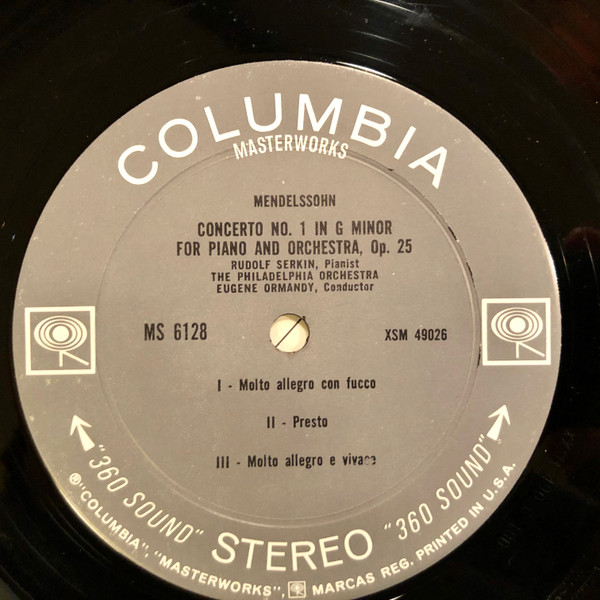 COLUMBIA
MASTERWORKS
MENDELSSOHN
CONCERTO NO. 1 IN G MINOR
FOR PIANO AND ORCHESTRA, Op. 25
RUDOLF SERKIN, Pianist
THE PHILADELPHIA ORCHESTRA
EUGENE ORMANDY, Conductor
MS 6128
XSM 49026
I - Molto allegro con fucco
II - Presto
III - Molto allegro e vivace
"360 SOUND" STEREO "360 SOUND"
® "COLUMBIA", "MASTERWORKS", MARCAS REG. PRINTED IN U.S.A.